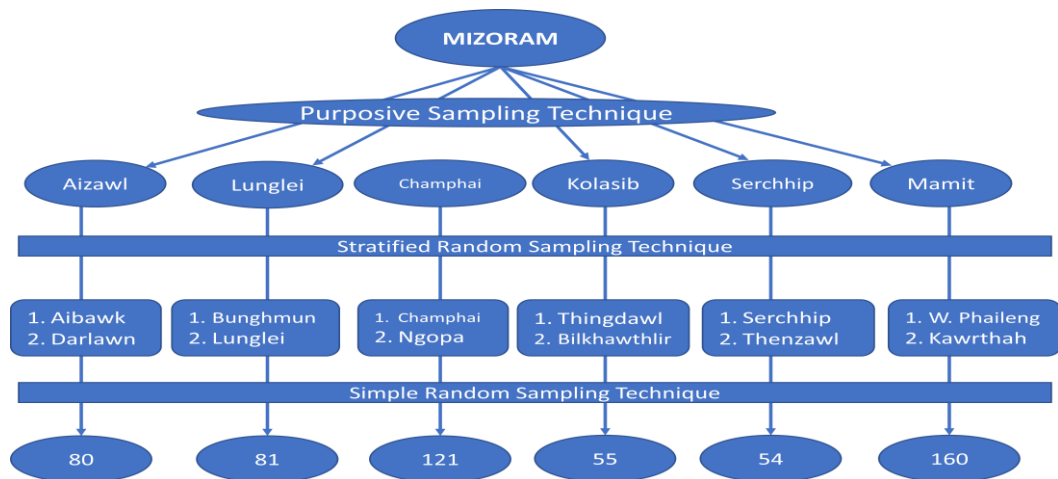 MIZORAM
Purposive Sampling Technique
Aizawl
Lunglei
Champhai
Kolasib
Serchhip
Mamit
Stratified Random Sampling Technique
1. Aibawk
2. Darlawn
1. Bunghmun
2. Lunglei
1. Champhai
2. Ngopa
1. Thingdawl
2. Bilkhawthlir
1. Serchhip
2. Thenzawl
1. W. Phaileng
2. Kawrthah
Simple Random Sampling Technique
80
81
121
55
54
160